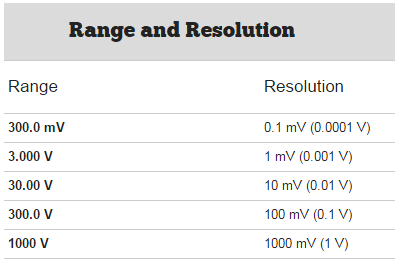 Range and Resolution
Range Resolution
300.0 mV 0.1 mV (0.0001 V)
3.000 V 1 mV (0.001 V)
30.00 V 10 mV (0.01 V)
300.0 V 100 mV (0.1 V)
1000 V 1000 mV (1 V)